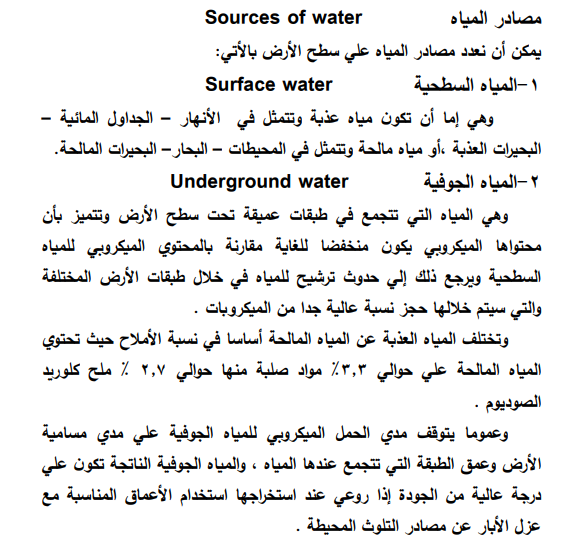 مصادر المياه Sources of water
يمكن أن نعدد مصادر المياه علي سطح الأرض بالأتي:
١-المياه السطحية Surface water
وهي إما أن تكون مياه عذبة وتتمثل في الأنهار – الجداول المائية –
البحيرات العذبة ،أو مياه مالحة وتتمثل في المحيطات – البحار– البحيرات المالحة.
٢-المياه الجوفية Underground water
وهي المياه التي تتجمع في طبقات عميقة تحت سطح الأرض وتتميز بأن
محتواها الميكروبي يكون منخفضا للغاية مقارنة بالمحتوي الميكروبي للمياه
السطحية ويرجع ذلك إلي حدوث ترشيح للمياه في خلال طبقات الأرض المختلفة
والتي سيتم خلالها حجز نسبة عالية جدا من الميكروبات .
وتختلف المياه العذبة عن المياه المالحة أساسا في نسبة الأملاح حيث تحتوي
المياه المالحة علي حوالي ٣,٣٪ مواد صلبة منها حوالي ٢,٧ ٪ ملح كلوريد
الصوديوم .
وعموما يتوقف مدي الحمل الميكروبي للمياه الجوفية علي مدي مسامية
الأرض وعمق الطبقة التي تتجمع عندها المياه ، والمياه الجوفية الناتجة تكون علي
درجة عالية من الجودة إذا روعي عند استخراجها استخدام الأعماق المناسبة مع
عزل الأبار عن مصادر التلوث المحيطة .